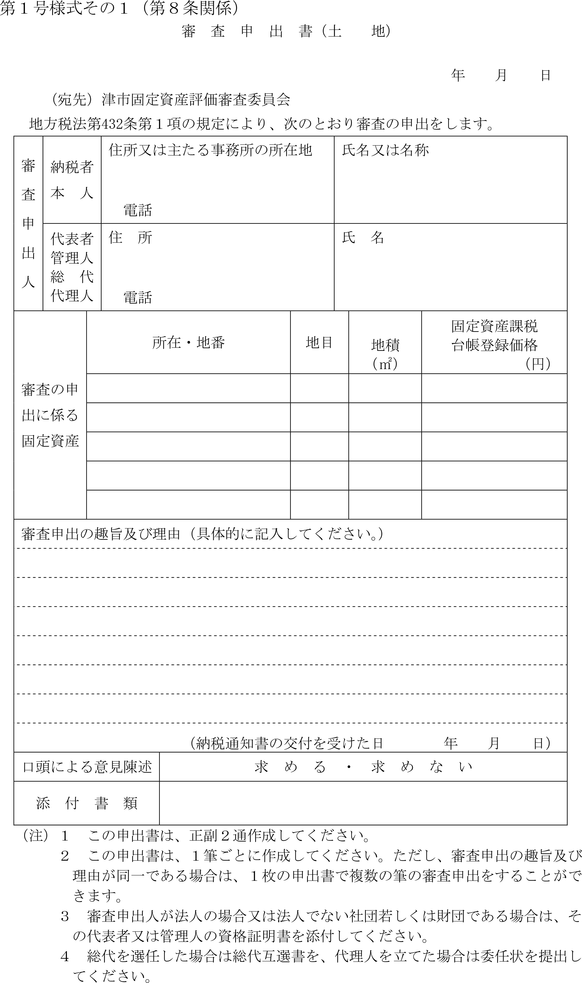 第１号様式その１（第８条関係）
審　査　申　出　書（土　　地）
年　　月　　日
（宛先）津市固定資産評価審査委員会
地方税法第432条第１項の規定により、次のとおり審査の申出をします。
審査申出人
納税者本　人
住所又は主たる事務所の所在地
電話
氏名又は名称
代表者
管理人
総　代
代理人
住　所
電話
氏　名
審査の申
出に係る
固定資産
所在・地番
地目
地積
（㎡）
固定資産課税
台帳登録価格
（円）
審査申出の趣旨及び理由（具体的に記入してください。）
（納税通知書の交付を受けた日　　　　年　　月　　日）
口頭による意見陳述
求　め　る　・　求　め　な　い
添　付　書　類
（注）１　この申出書は、正副２通作成してください。
２　この申出書は、１筆ごとに作成してください。ただし、審査申出の趣旨及び
理由が同一である場合は、１枚の申出書で複数の筆の審査申出をすることがで
きます。
３　審査申出人が法人の場合又は法人でない社団若しくは財団である場合は、そ
の代表者又は管理人の資格証明書を添付してください。
４　総代を選任した場合は総代互選書を、代理人を立てた場合は委任状を提出し
てください。